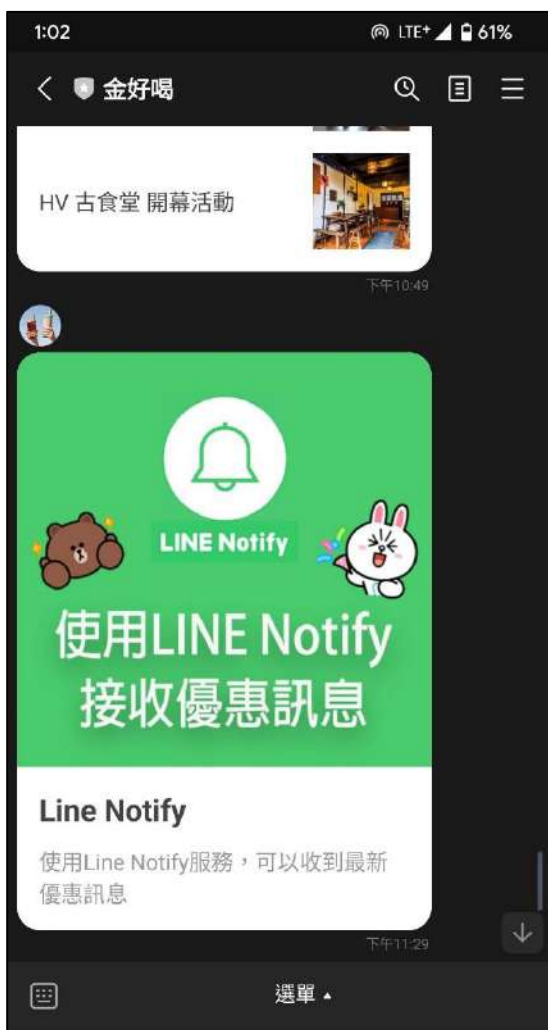 1:02 LTE+ 61%
金好喝
HV 古食堂 開幕活動
下午10:49
LINE Notify
使用LINE Notify
接收優惠訊息
Line Notify
使用Line Notify服務，可以收到最新
優惠訊息
下午11:29
選單